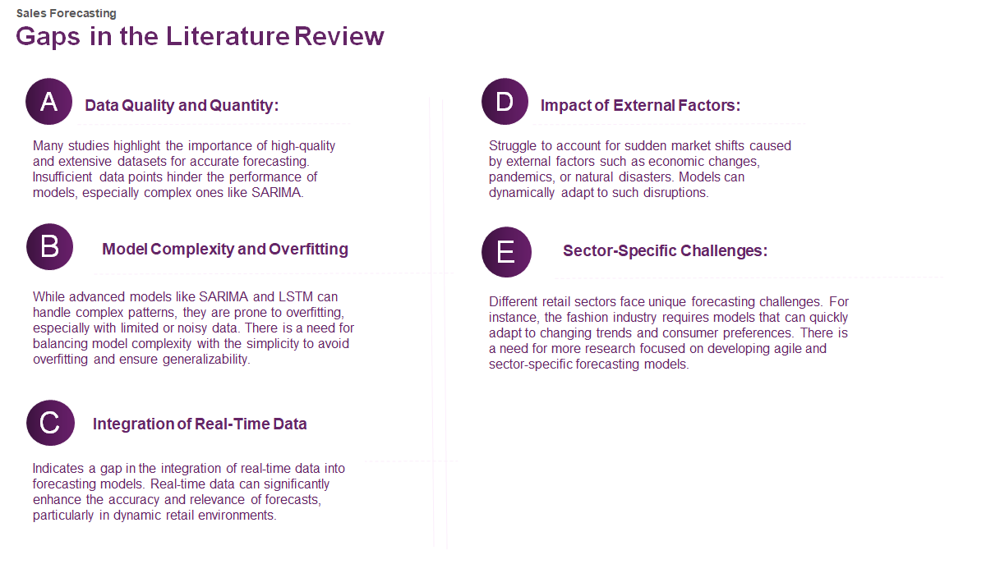 Sales Forecasting
Gaps in the Literature Review
A
Data Quality and Quantity:
Many studies highlight the importance of high-quality
and extensive datasets for accurate forecasting.
Insufficient data points hinder the performance of
models, especially complex ones like SARIMA.
B
Model Complexity and Overfitting
While advanced models like SARIMA and LSTM can
handle complex patterns, they are prone to overfitting,
especially with limited or noisy data. There is a need for
balancing model complexity with the simplicity to avoid
overfitting and ensure generalizability.
C
Integration of Real-Time Data
Indicates a gap in the integration of real-time data into
forecasting models. Real-time data can significantly
enhance the accuracy and relevance of forecasts,
particularly in dynamic retail environments.
D
Impact of External Factors:
Struggle to account for sudden market shifts caused
by external factors such as economic changes,
pandemics, or natural disasters. Models can
dynamically adapt to such disruptions.
E
Sector-Specific Challenges:
Different retail sectors face unique forecasting challenges. For
instance, the fashion industry requires models that can quickly
adapt to changing trends and consumer preferences. There is
a need for more research focused on developing agile and
sector-specific forecasting models.